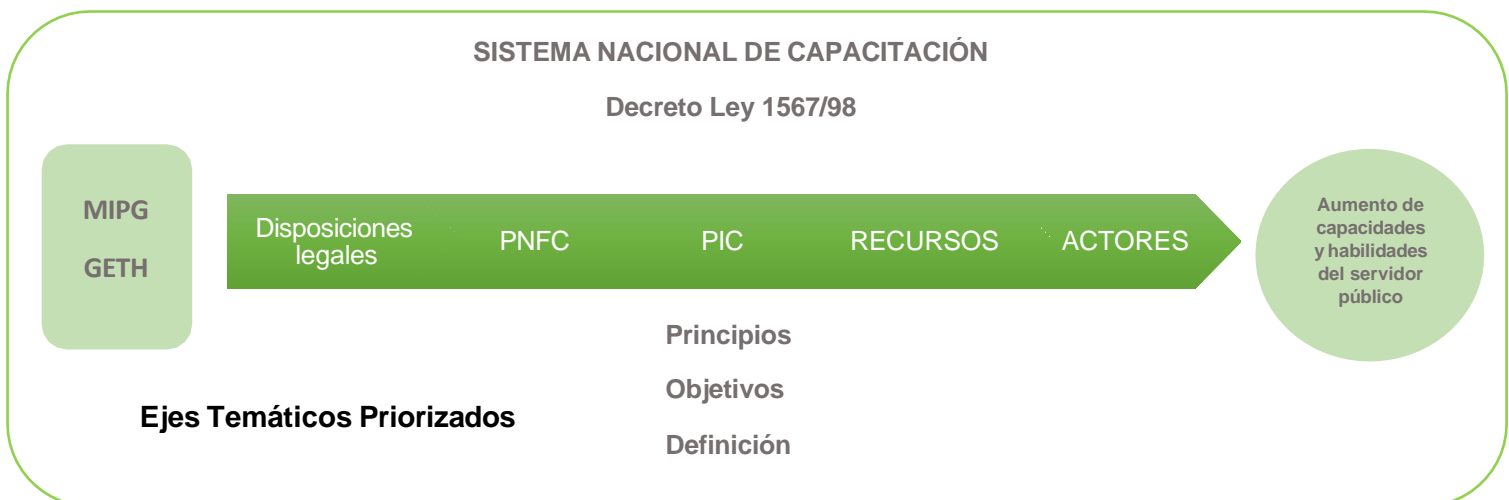 SISTEMA NACIONAL DE CAPACITACIÓN
Decreto Ley 1567/98
MIPG
GETH
Disposiciones
legales
PNFC
PIC
RECURSOS
ACTORES
Aumento de
capacidades
y habilidades
del servidor
público
Principios
Objetivos
Definición
Ejes Temáticos Priorizados